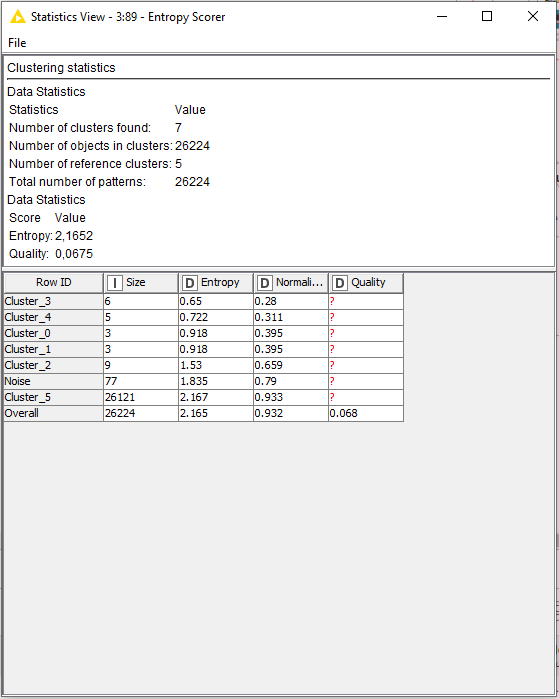 Statistics View - 3:89 - Entropy Scorer
File
Clustering statistics
Data Statistics
Statistics Value
Number of clusters found: 7
Number of objects in clusters: 26224
Number of reference clusters: 5
Total number of patterns: 26224
Data Statistics
Score Value
Entropy: 2,1652
Quality: 0,0675
Row ID I Size D Entropy D Normali... D Quality
Cluster_3 6 0.65 0.28 ?
Cluster_4 5 0.722 0.311 ?
Cluster_0 3 0.918 0.395 ?
Cluster_1 3 0.918 0.395 ?
Cluster_2 9 1.53 0.659 ?
Noise 77 1.835 0.79 ?
Cluster_5 26121 2.167 0.933 ?
Overall 26224 2.165 0.932 0.068